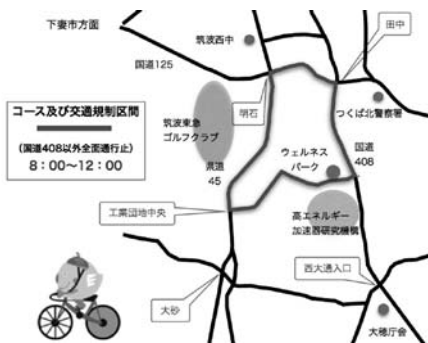 下妻市方面
筑波西中
田中
国道125
コース及び交通規制区間
(国道408以外全面通行止)
8：00～12：00
筑波東急
ゴルフクラブ
明石
つくば北警察署
県道
45
ウェルネス
パーク
国道
408
工業団地中央
高エネルギー
加速器研究機構
西大通入口
大砂
大穂庁舎